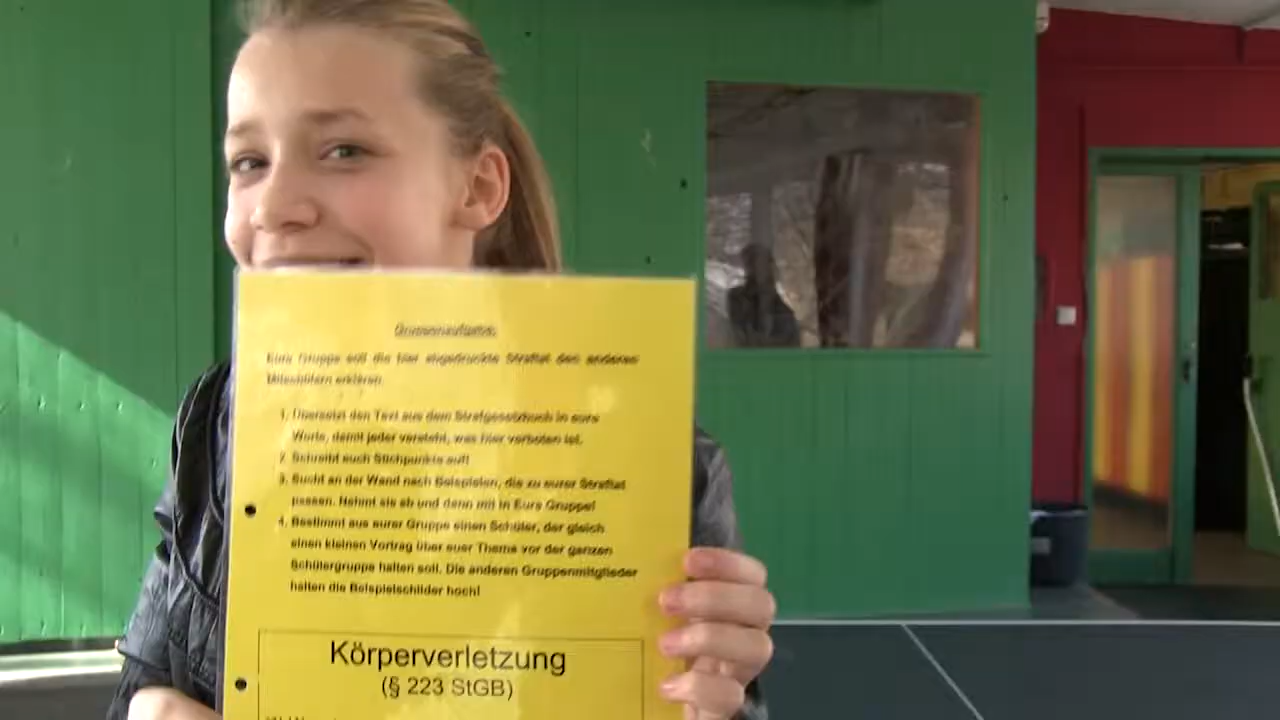 Gruppenaufgabe:
Eure Gruppe soll die hier abgedruckte Straftat den anderen
Mitschülern erklären.
1. Übersetzt den Text aus dem Strafgesetzbuch in eure
Worte, damit jeder versteht, was hier verboten ist.
2. Schreibt euch Stichpunkte auf!
3. Sucht an der Wand nach Beispielen, die zu eurer Straftat
passen. Nehmt sie ab und dann mit in Eure Gruppe!
4. Bestimmt aus eurer Gruppe einen Schüler, der gleich
einen kleinen Vortrag über euer Thema vor der ganzen
Schülergruppe halten soll. Die anderen Gruppenmitglieder
halten die Beispielschilder hoch!
Körperverletzung
(§ 223 StGB)